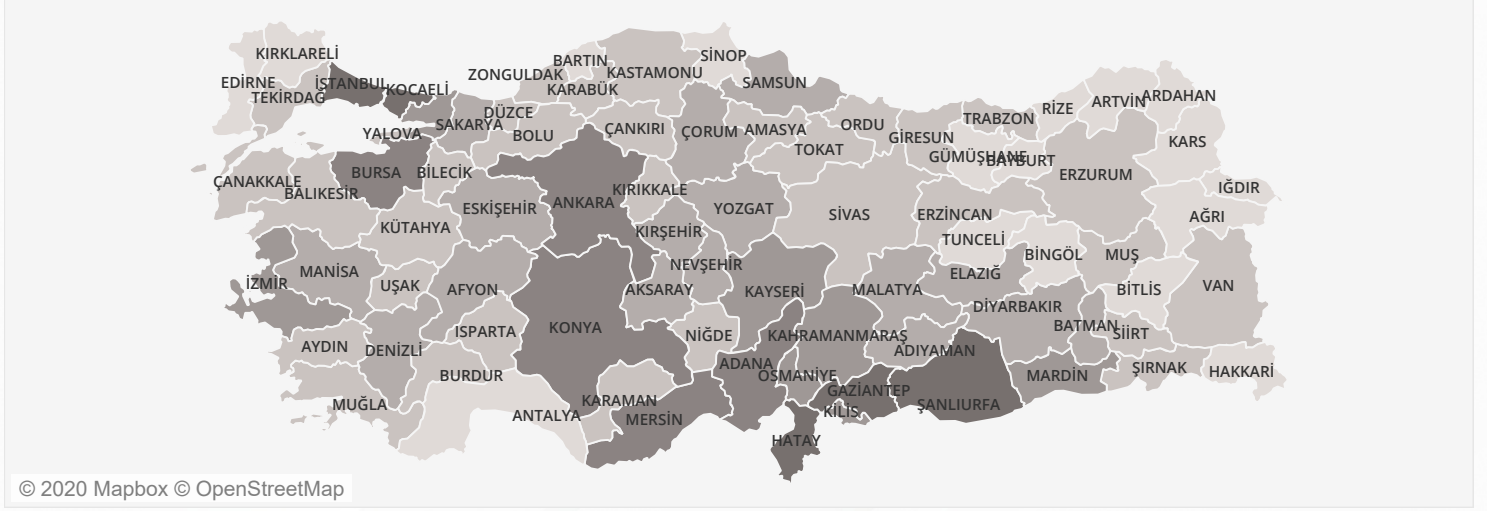 KIRKLARELİ
SİNOP
BARTIN
KASTAMONU
ZONGULDAK
EDİRNE
İSTANBUL
KOCAELİ
SAMSUN
KARABÜK
TEKİRDAĞ
ARTVİN
ARDAHAN
RİZE
DÜZCE
TRABZON
SAKARYA
ORDU
YALOVA
BOLU
ÇANKIRI
ÇORUM
AMASYA
GİRESUN
KARS
TOKAT
GÜMÜŞHANE
BAYBURT
BURSA
BİLECİK
ERZURUM
ÇANAKKALE
BALIKESİR
KIRIKKALE
IĞDIR
ANKARA
ESKİŞEHİR
YOZGAT
SİVAS
ERZİNCAN
AĞRI
KÜTAHYA
KIRŞEHİR
TUNCELİ
BİNGÖL
MUŞ
NEVŞEHİR
MANİSA
ELAZIĞ
İZMİR
UŞAK
AFYON
AKSARAY
KAYSERİ
MALATYA
BİTLİS
VAN
DİYARBAKIR
ISPARTA
KONYA
NİĞDE
KAHRAMANMARAŞ
BATMAN
SİİRT
AYDIN
DENİZLİ
ADIYAMAN
ADANA
BURDUR
OSMANİYE
MARDİN
ŞIRNAK
HAKKARİ
GAZİANTEP
MUĞLA
KARAMAN
ŞANLIURFA
ANTALYA
MERSİN
KİLİS
HATAY
© 2020 Mapbox © OpenStreetMap